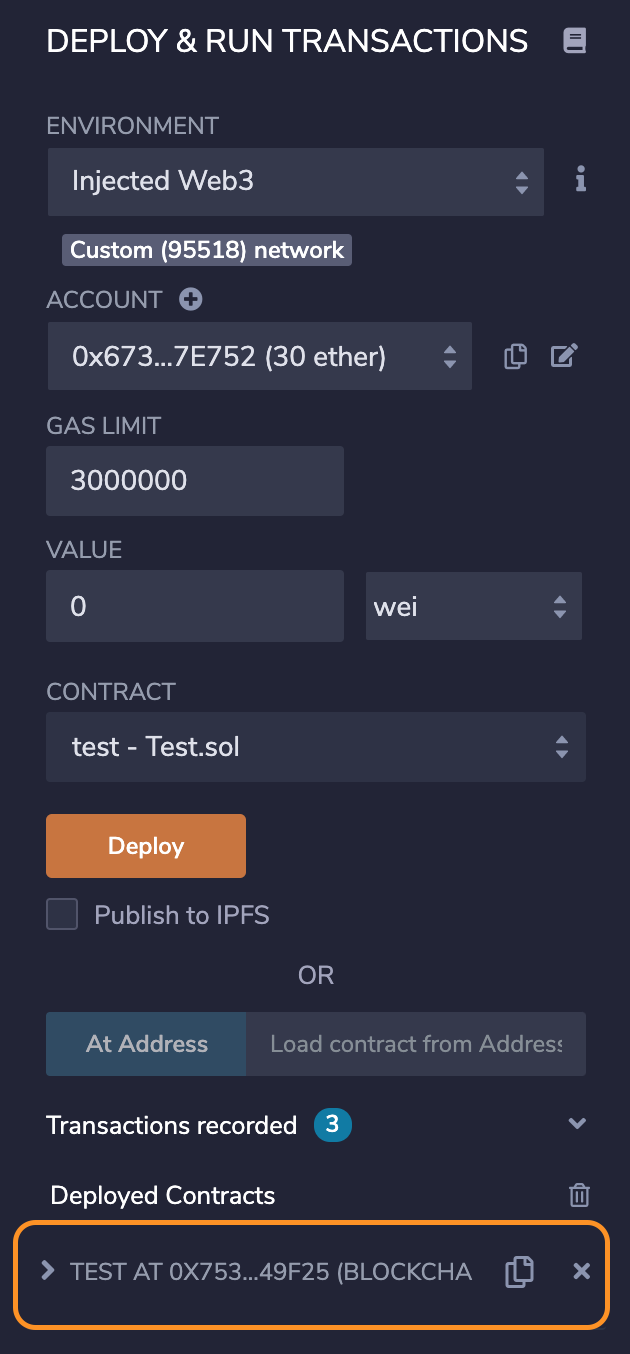 DEPLOY & RUN TRANSACTIONS
ENVIRONMENT
Injected Web3
Custom (95518) network
ACCOUNT
0x673...7E752 (30 ether)
GAS LIMIT
3000000
VALUE
0 wei
CONTRACT
test - Test.sol
Deploy
Publish to IPFS
OR
At Address Load contract from Address
Transactions recorded 3
Deployed Contracts
TEST AT 0X753...49F25 (BLOCKCHA